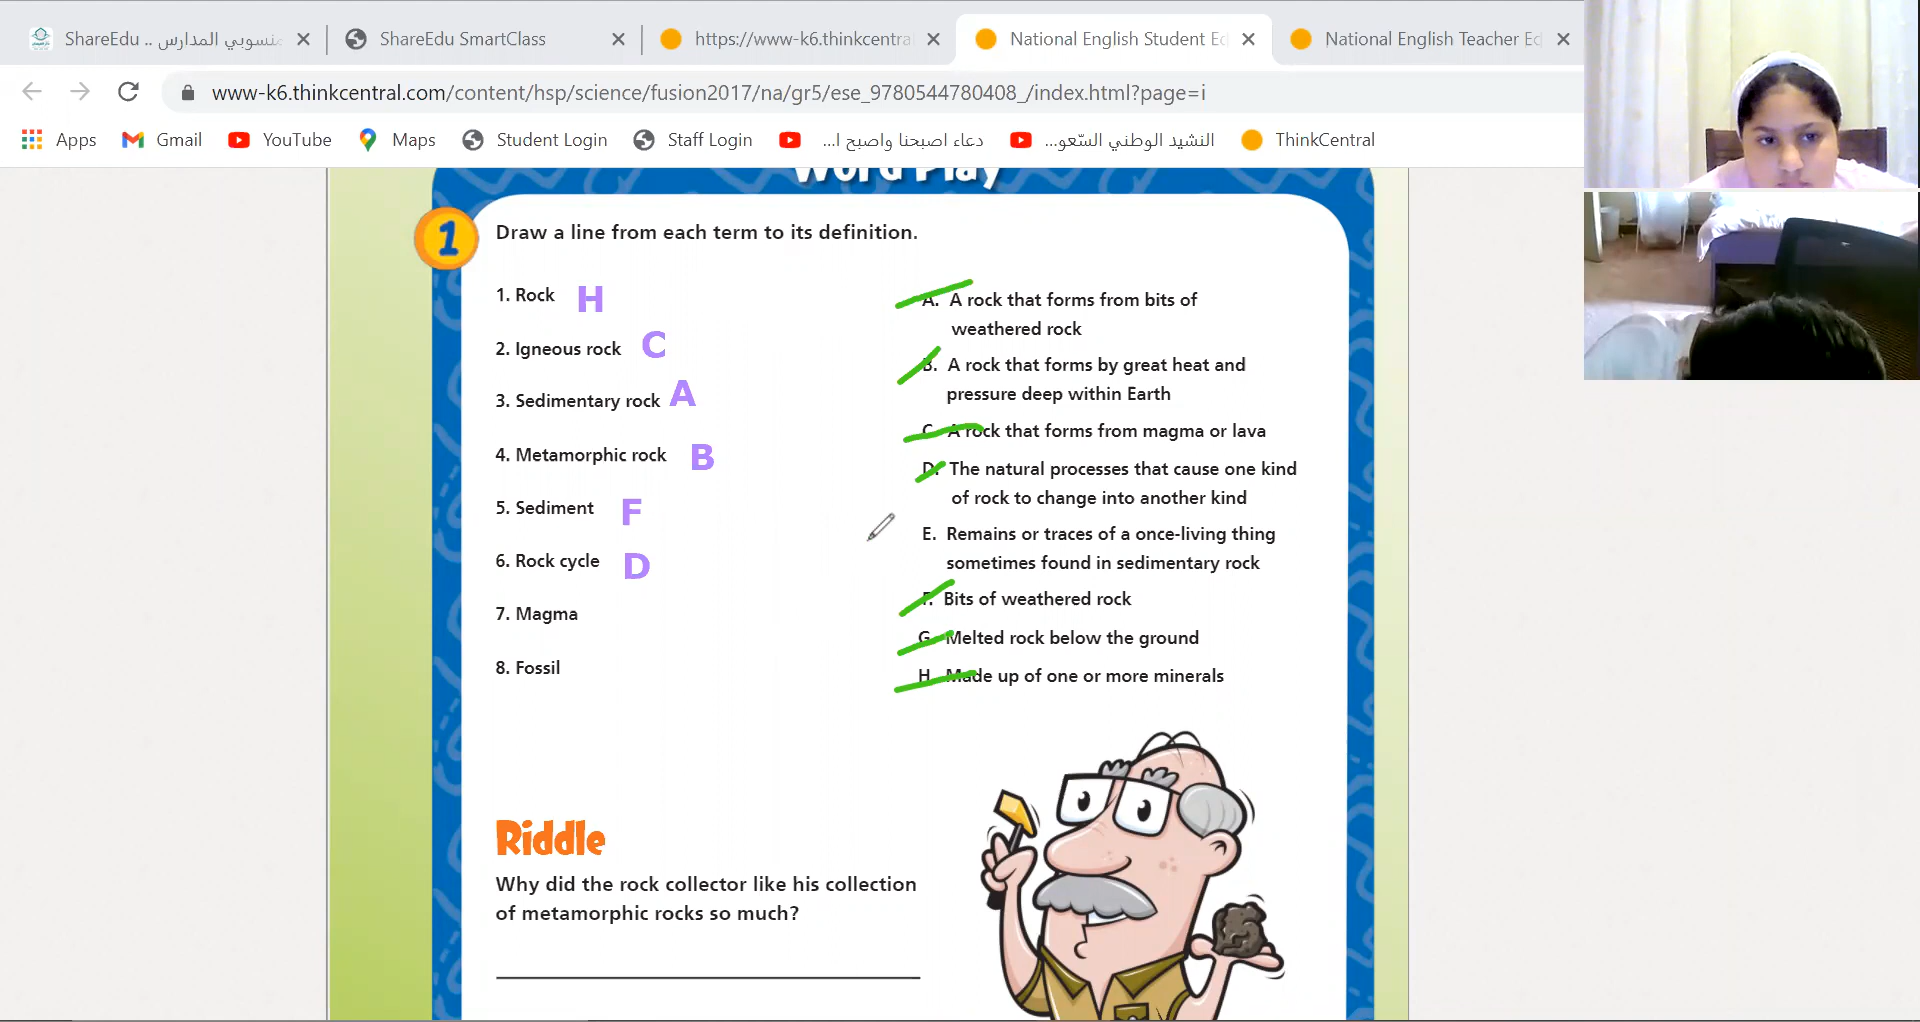 ShareEdu .. منسوبي المدارس
ShareEdu SmartClass
https://www-k6.thinkcentra
National English Student Ed
National English Teacher Ed
www-k6.thinkcentral.com/content/hsp/science/fusion2017/na/gr5/ese_9780544780408_/index.html?page=i
Apps
Gmail
YouTube
Maps
Student Login
Staff Login
دعاء اصبحنا واصبح ا...
النشيد الوطني السّعو...
ThinkCentral
Word Play
1
Draw a line from each term to its definition.
1. Rock H
2. Igneous rock C
3. Sedimentary rock A
4. Metamorphic rock B
5. Sediment F
6. Rock cycle D
7. Magma
8. Fossil
A. A rock that forms from bits of
weathered rock
B. A rock that forms by great heat and
pressure deep within Earth
C. A rock that forms from magma or lava
D. The natural processes that cause one kind
of rock to change into another kind
E. Remains or traces of a once-living thing
sometimes found in sedimentary rock
F. Bits of weathered rock
G. Melted rock below the ground
H. Made up of one or more minerals
Riddle
Why did the rock collector like his collection
of metamorphic rocks so much?